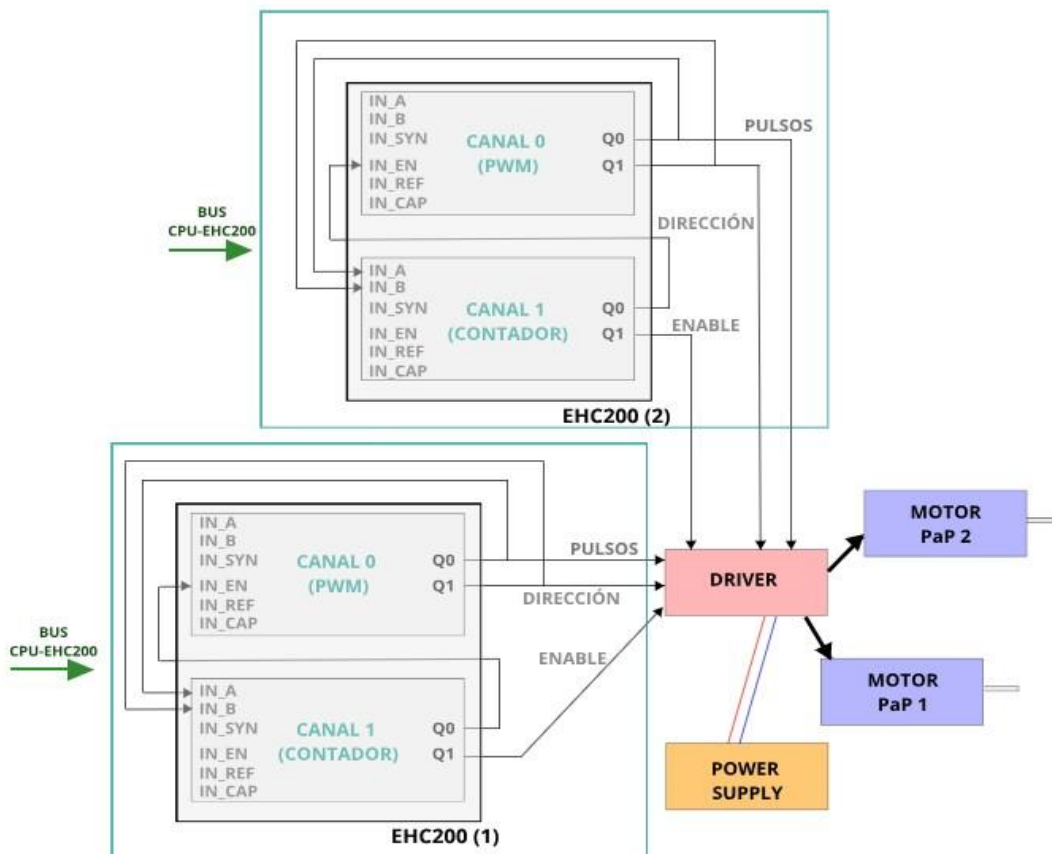 IN_A
IN_B
IN_SYN
IN_EN
IN_REF
IN_CAP
CANAL 0
(PWM)
Q0
Q1
PULSOS
DIRECCIÓN
BUS
CPU-EHC200
IN_A
IN_B
IN_SYN
IN_EN
IN_REF
IN_CAP
CANAL 1
(CONTADOR)
Q0
Q1
ENABLE
EHC200 (2)
IN_A
IN_B
IN_SYN
IN_EN
IN_REF
IN_CAP
CANAL 0
(PWM)
Q0
Q1
PULSOS
DIRECCIÓN
BUS
CPU-EHC200
IN_A
IN_B
IN_SYN
IN_EN
IN_REF
IN_CAP
CANAL 1
(CONTADOR)
Q0
Q1
ENABLE
EHC200 (1)
DRIVER
MOTOR
PaP 2
MOTOR
PaP 1
POWER
SUPPLY